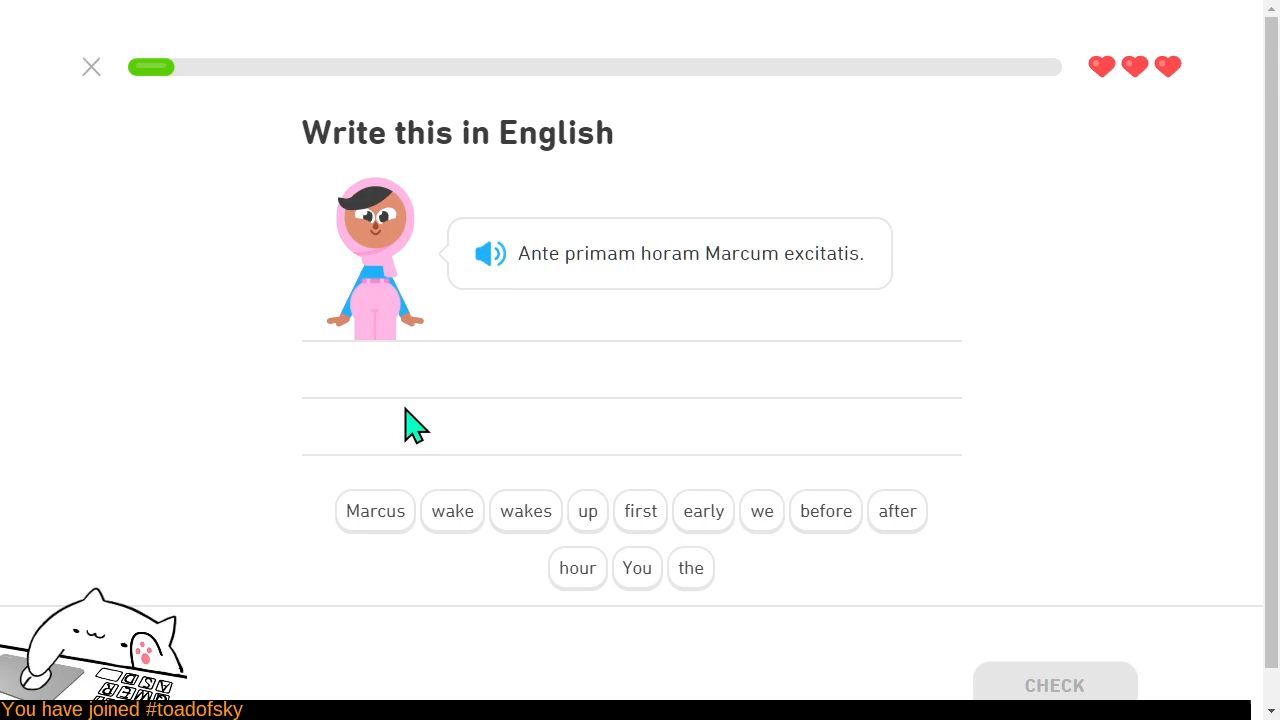 Write this in English
Ante primam horam Marcum excitatis.
Marcus wake wakes up first early we before after
hour You the
CHECK
You have joined #toadofsky